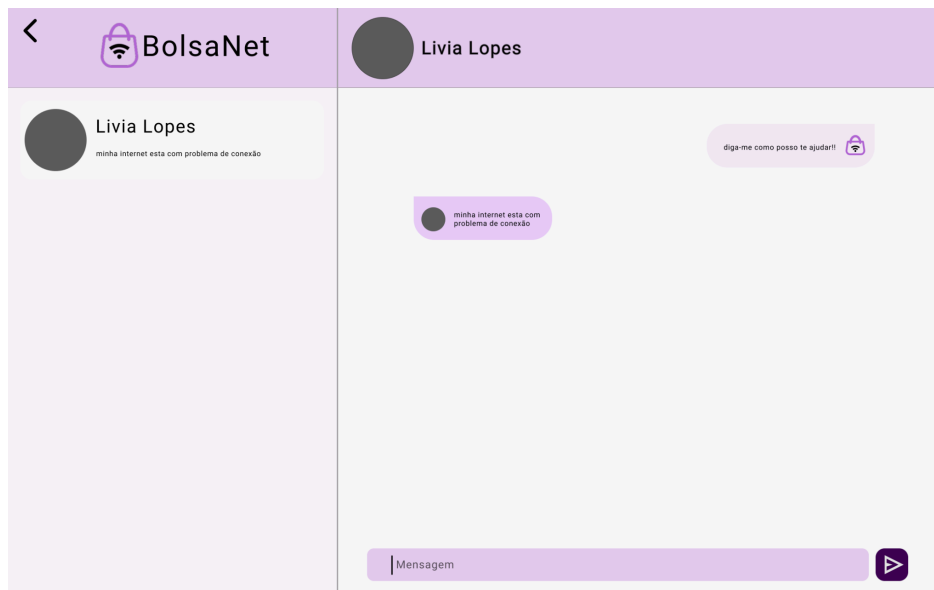 BolsaNet
Livia Lopes
minha internet esta com problema de conexão
Livia Lopes
diga-me como posso te ajudar!!
minha internet esta com
problema de conexão
Mensagem